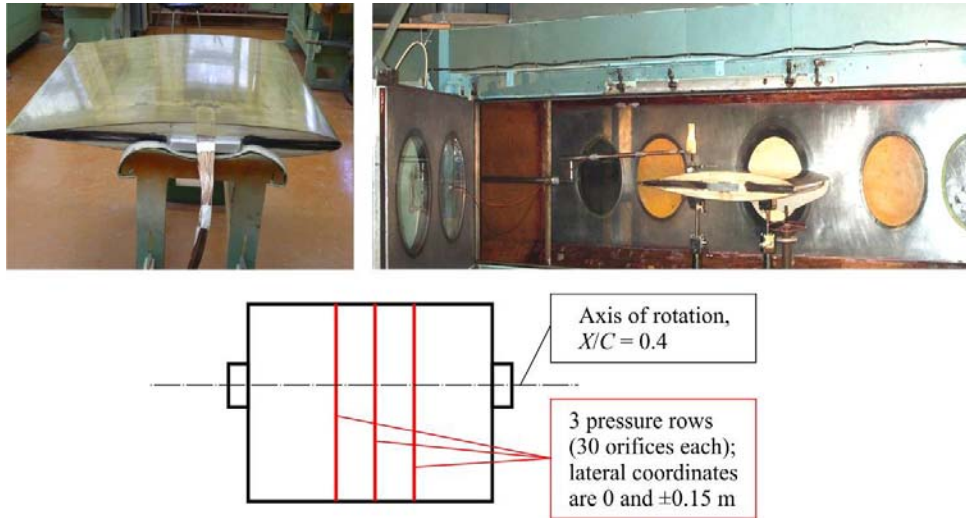 Axis of rotation,
X/C = 0.4
3 pressure rows
(30 orifices each);
lateral coordinates
are 0 and ±0.15 m